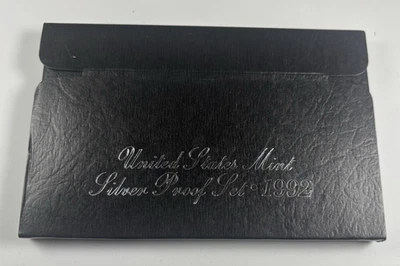 United States Mint
Silver Proof Set · 1992